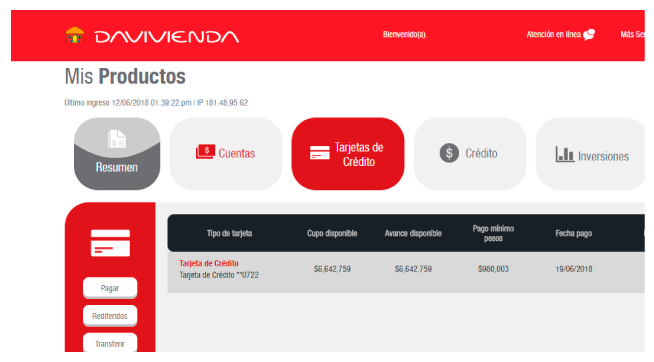 DAVIVIENDA
Bienvenido(a).
Atención en línea
Más Ser
Mis Productos
Último ingreso 12/06/2018 01:39:22 pm I IP 181.48.95.62
Resumen
Cuentas
Tarjetas de
Crédito
Crédito
Inversiones
Tipo de tarjeta Cupo disponible Avance disponible Pago mínimo pesos Fecha pago
Tarjeta de Crédito
Tarjeta de Crédito **0722 $6,642,759 $6,642,759 $980,003 19/06/2018
Pagar
Rediferidos
Transferir